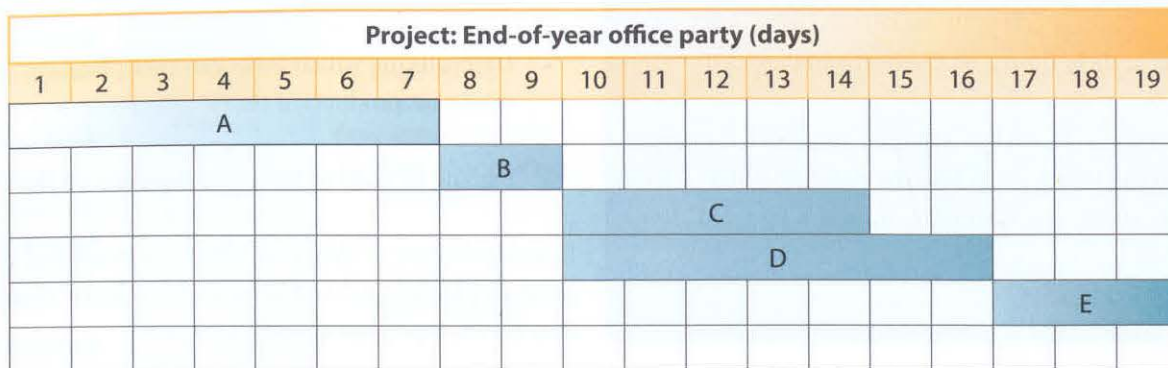 Project: End-of-year office party (days)
1 2 3 4 5 6 7 8 9 10 11 12 13 14 15 16 17 18 19
A
B
C
D
E